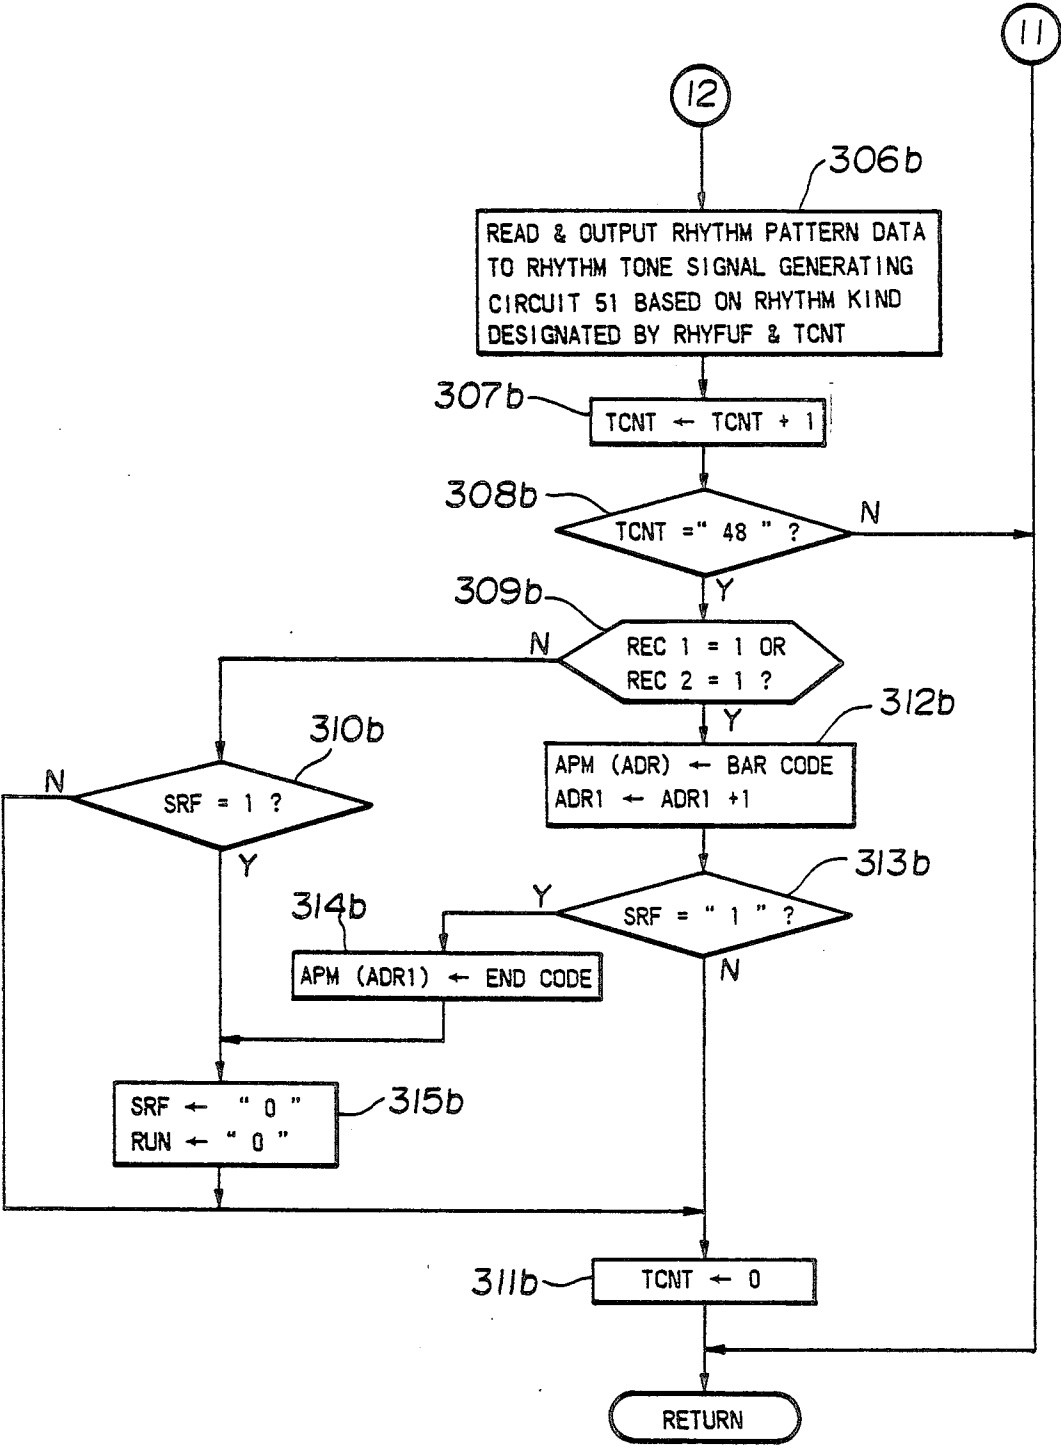 11
12
306b
READ & OUTPUT RHYTHM PATTERN DATA
TO RHYTHM TONE SIGNAL GENERATING
CIRCUIT 51 BASED ON RHYTHM KIND
DESIGNATED BY RHYFUF & TCNT
307b
TCNT ← TCNT + 1
308b
TCNT =“ 48 ” ?
N
Y
309b
REC 1 = 1 OR
REC 2 = 1 ?
N
Y
312b
APM (ADR) ← BAR CODE
ADR1 ← ADR1 +1
310b
N
SRF = 1 ?
Y
313b
Y
SRF = “ 1 ” ?
N
314b
APM (ADR1) ← END CODE
SRF ← “ 0 ”
RUN ← “ 0 ”
315b
311b
TCNT ← 0
RETURN